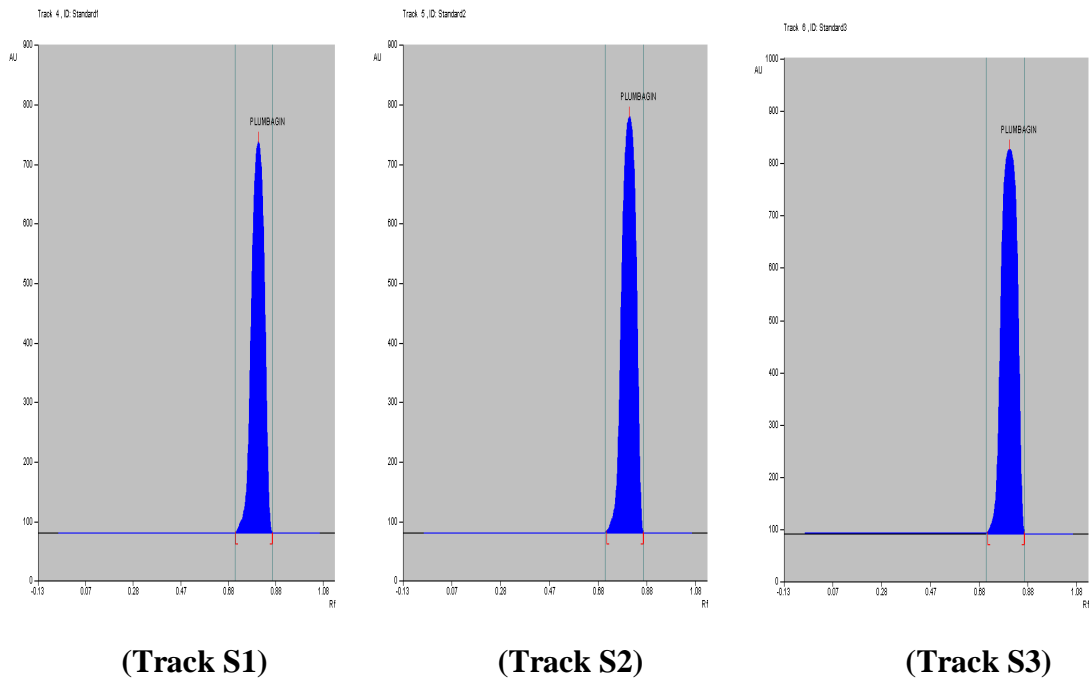 Track 4 , ID: Standard1
900
AU
800
700
600
500
400
300
200
100
0
PLUMBAGIN
-0.13 0.07 0.28 0.47 0.68 0.88 1.08
Rf
Track 5 , ID: Standard2
900
AU
800
700
600
500
400
300
200
100
0
PLUMBAGIN
-0.13 0.07 0.28 0.47 0.68 0.88 1.08
Rf
Track 6 , ID: Standard3
1000
AU
900
800
700
600
500
400
300
200
100
0
PLUMBAGIN
-0.13 0.07 0.28 0.47 0.68 0.88 1.08
Rf
(Track S1) (Track S2) (Track S3)